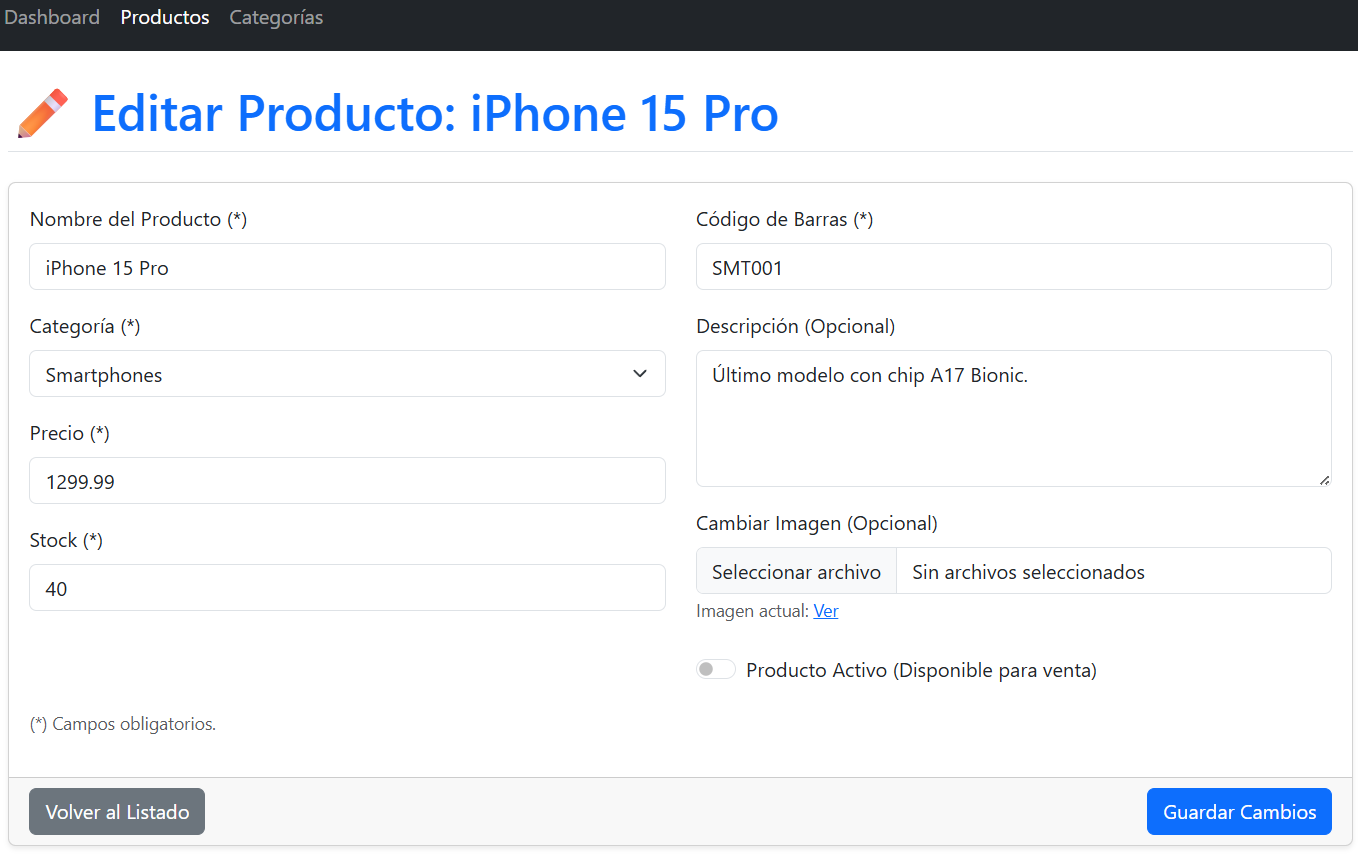 Dashboard Productos Categorías
Editar Producto: iPhone 15 Pro
Nombre del Producto (*)
iPhone 15 Pro
Categoría (*)
Smartphones
Precio (*)
1299.99
Stock (*)
40
Código de Barras (*)
SMT001
Descripción (Opcional)
Último modelo con chip A17 Bionic.
Cambiar Imagen (Opcional)
Seleccionar archivo Sin archivos seleccionados
Imagen actual: Ver
Producto Activo (Disponible para venta)
(*) Campos obligatorios.
Volver al Listado
Guardar Cambios